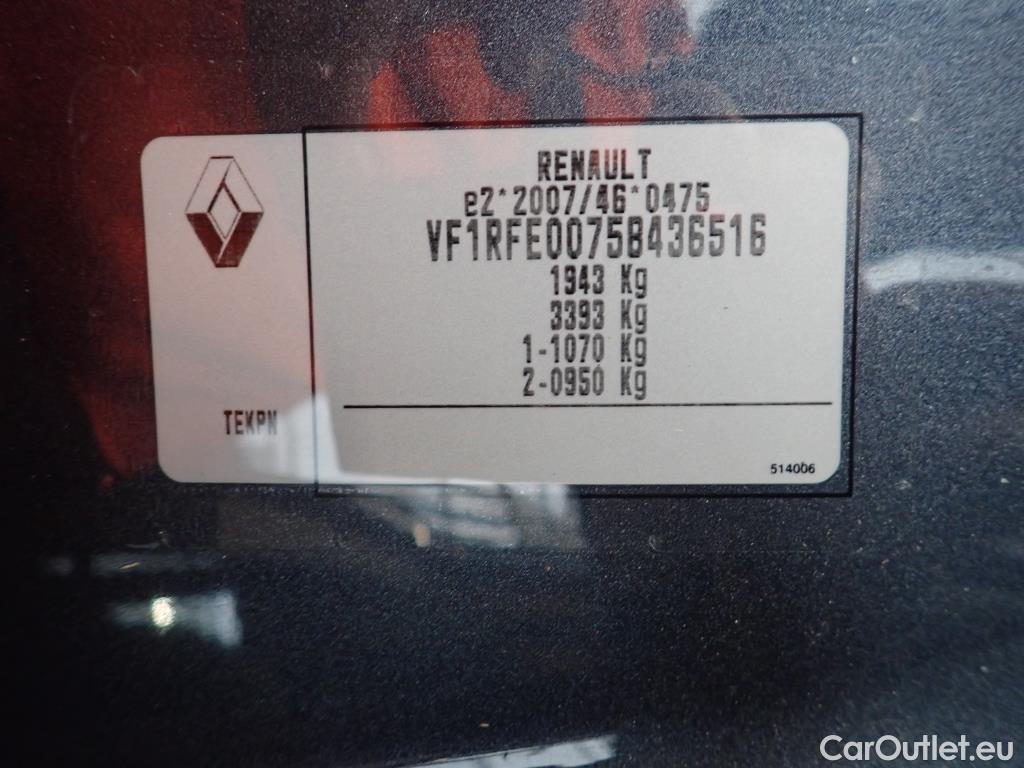 RENAULT
e2*2007/46*0475
VF1RFE00758436516
1943 Kg
3393 Kg
1-1070 Kg
2-0950 Kg
TEKPN
514006
CarOutlet.eu